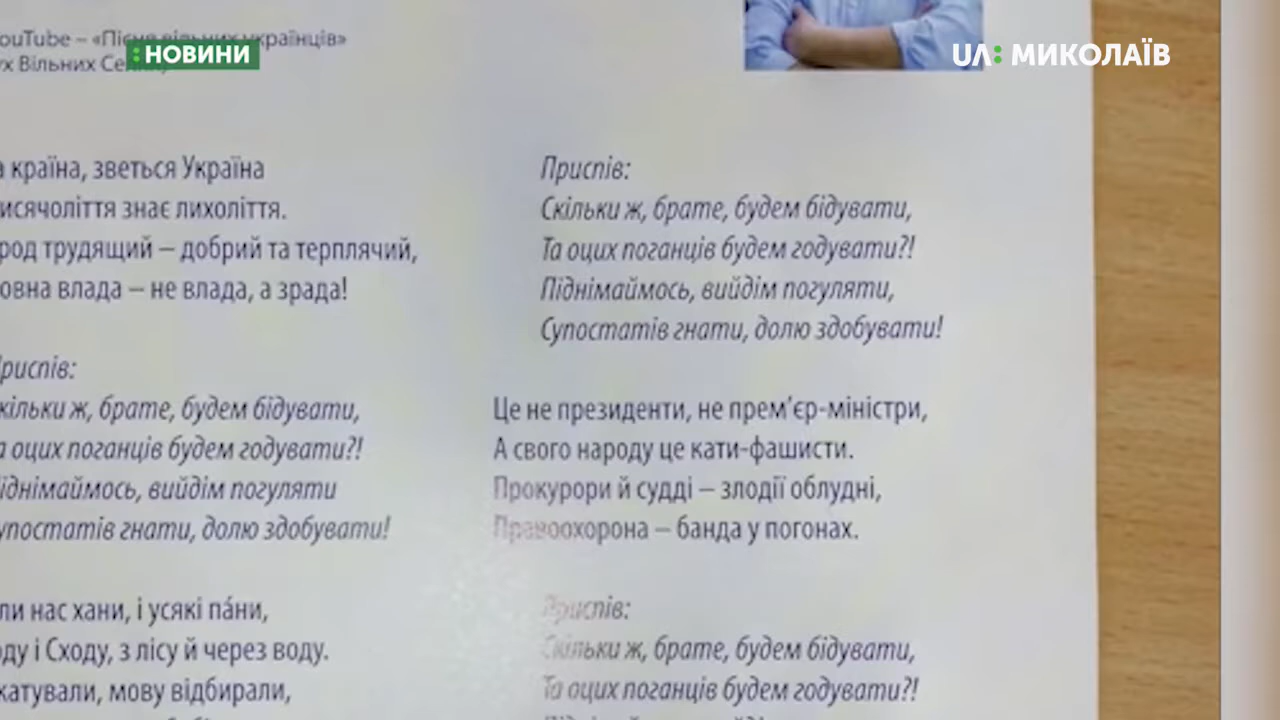 ouTube – «Пісня вільних українців»
: НОВИНИ
ух Вільних
UA: МИКОЛАЇВ
а країна, зветься Україна
исячоліття знає лихоліття.
род трудящий – добрий та терплячий,
овна влада – не влада, а зрада!
риспів:
кільки ж, брате, будем бідувати,
а оцих поганців будем годувати?!
іднімаймось, вийдім погуляти
упостатів гнати, долю здобувати!
ли нас хани, і усякі пáни,
оду і Сходу, з лісу й через воду.
катували, мову відбирали,
Приспів:
Скільки ж, брате, будем бідувати,
Та оцих поганців будем годувати?!
Піднімаймось, вийдім погуляти,
Супостатів гнати, долю здобувати!
Це не президенти, не прем’єр-міністри,
А свого народу це кати-фашисти.
Прокурори й судді – злодії облудні,
Правоохорона – банда у погонах.
Приспів:
Скільки ж, брате, будем бідувати,
Та оцих поганців будем годувати?!